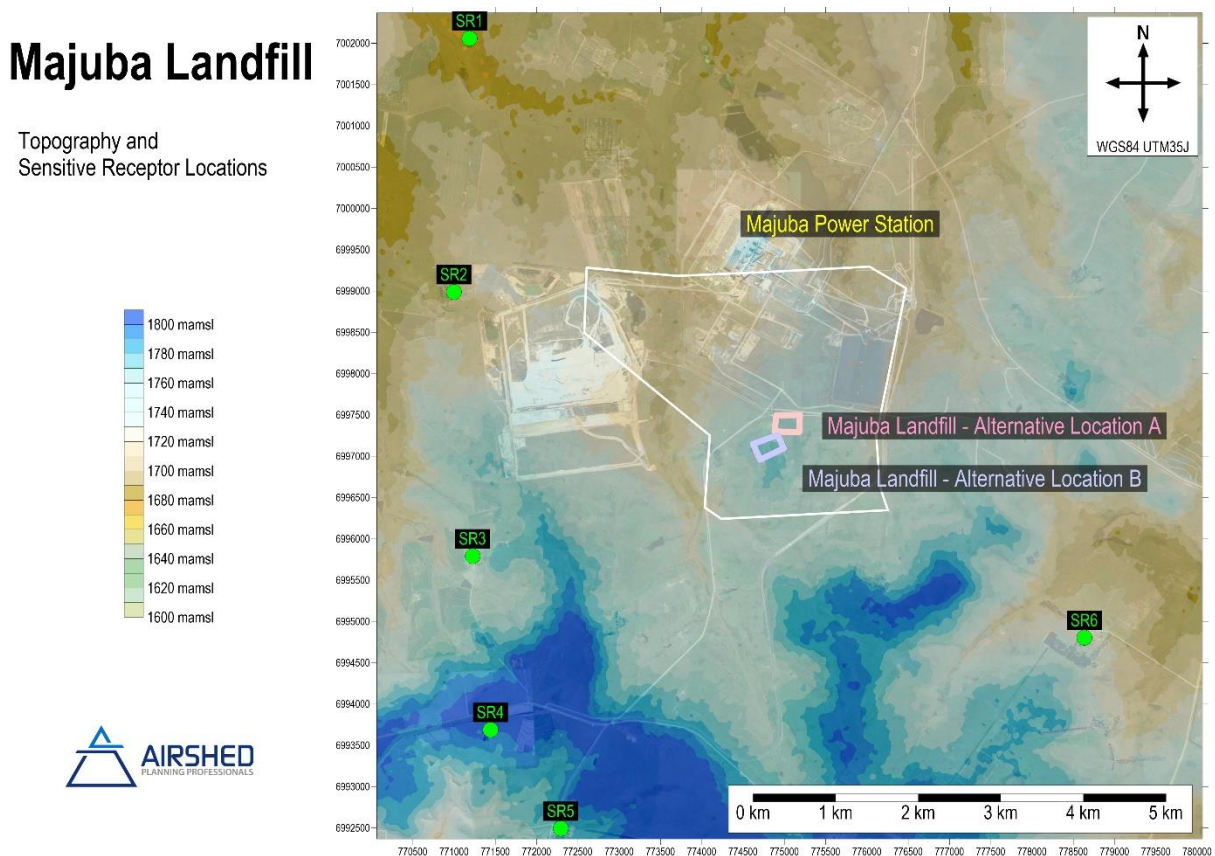 Majuba Landfill
Topography and
Sensitive Receptor Locations
1800 mamsl
1780 mamsl
1760 mamsl
1740 mamsl
1720 mamsl
1700 mamsl
1680 mamsl
1660 mamsl
1640 mamsl
1620 mamsl
1600 mamsl
AIRSHED
PLANNING PROFESSIONALS
SR1
N
WGS84 UTM35J
Majuba Power Station
SR2
Majuba Landfill - Alternative Location A
Majuba Landfill - Alternative Location B
SR3
SR6
SR4
SR5
0 km 1 km 2 km 3 km 4 km 5 km
7002000
7001500
7001000
7000500
7000000
6999500
6999000
6998500
6998000
6997500
6997000
6996500
6996000
6995500
6995000
6994500
6994000
6993500
6993000
6992500
770500 771000 771500 772000 772500 773000 773500 774000 774500 775000 775500 776000 776500 777000 777500 778000 778500 779000 779500 780000